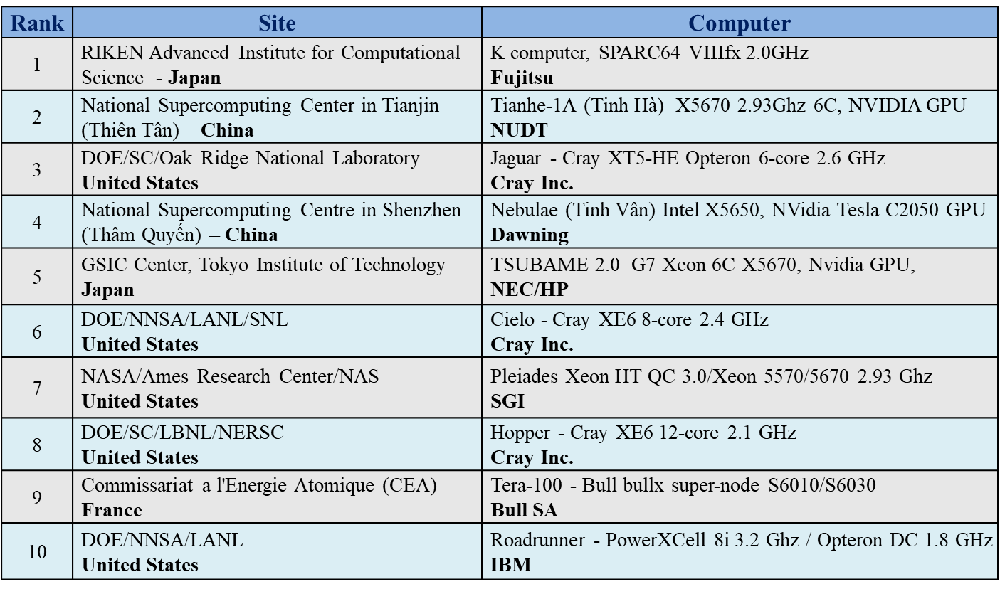 Rank Site Computer
1
RIKEN Advanced Institute for Computational
Science - Japan
K computer, SPARC64 VIIIfx 2.0GHz
Fujitsu
2
National Supercomputing Center in Tianjin
(Thiên Tân) – China
Tianhe-1A (Tinh Hà) X5670 2.93Ghz 6C, NVIDIA GPU
NUDT
3
DOE/SC/Oak Ridge National Laboratory
United States
Jaguar - Cray XT5-HE Opteron 6-core 2.6 GHz
Cray Inc.
4
National Supercomputing Centre in Shenzhen
(Thâm Quyến) – China
Nebulae (Tinh Vân) Intel X5650, NVidia Tesla C2050 GPU
Dawning
5
GSIC Center, Tokyo Institute of Technology
Japan
TSUBAME 2.0 G7 Xeon 6C X5670, Nvidia GPU,
NEC/HP
6
DOE/NNSA/LANL/SNL
United States
Cielo - Cray XE6 8-core 2.4 GHz
Cray Inc.
7
NASA/Ames Research Center/NAS
United States
Pleiades Xeon HT QC 3.0/Xeon 5570/5670 2.93 Ghz
SGI
8
DOE/SC/LBNL/NERSC
United States
Hopper - Cray XE6 12-core 2.1 GHz
Cray Inc.
9
Commissariat a l'Energie Atomique (CEA)
France
Tera-100 - Bull bullx super-node S6010/S6030
Bull SA
10
DOE/NNSA/LANL
United States
Roadrunner - PowerXCell 8i 3.2 Ghz / Opteron DC 1.8 GHz
IBM